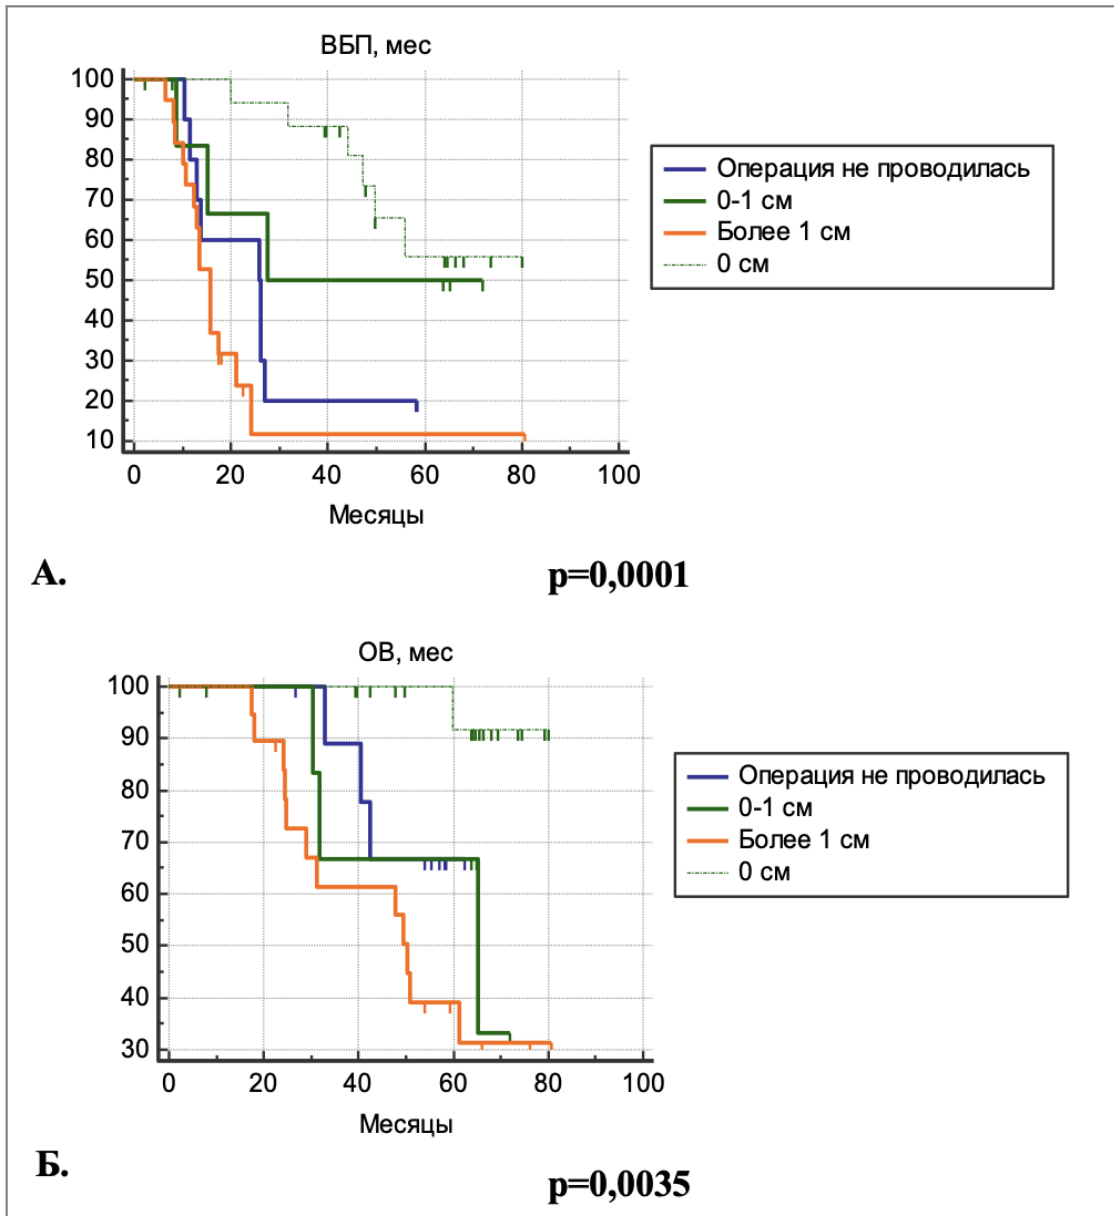 ВБП, мес
100
90
80
70
60
50
40
30
20
10
0 20 40 60 80 100
Месяцы
Операция не проводилась
0-1 см
Более 1 см
0 см
А.
p=0,0001
ОВ, мес
100
90
80
70
60
50
40
30
0 20 40 60 80 100
Месяцы
Операция не проводилась
0-1 см
Более 1 см
0 см
Б.
p=0,0035